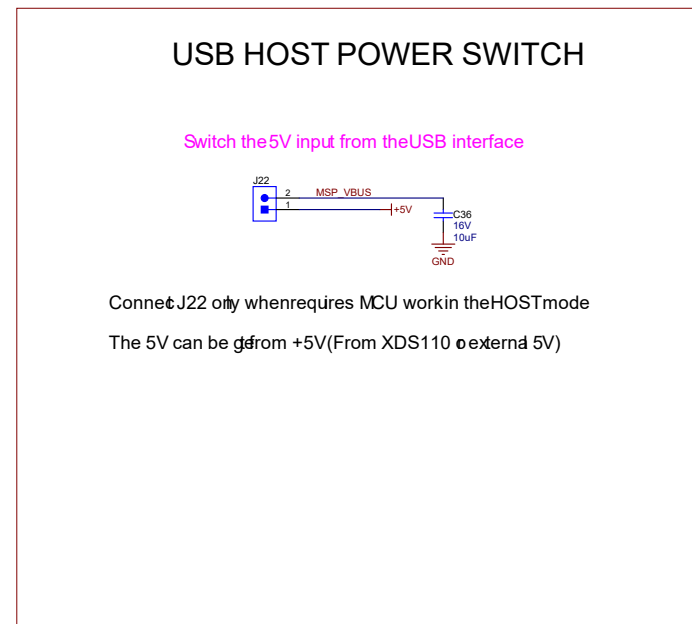 USB HOST POWER SWITCH
Switch the 5V input from the USB interface
J22
2 MSP_VBUS
1 +5V
C36
16V
10uF
GND
Connect J22 only when requires MCU work in the HOST mode
The 5V can be get from +5V(From XDS110 or external 5V)